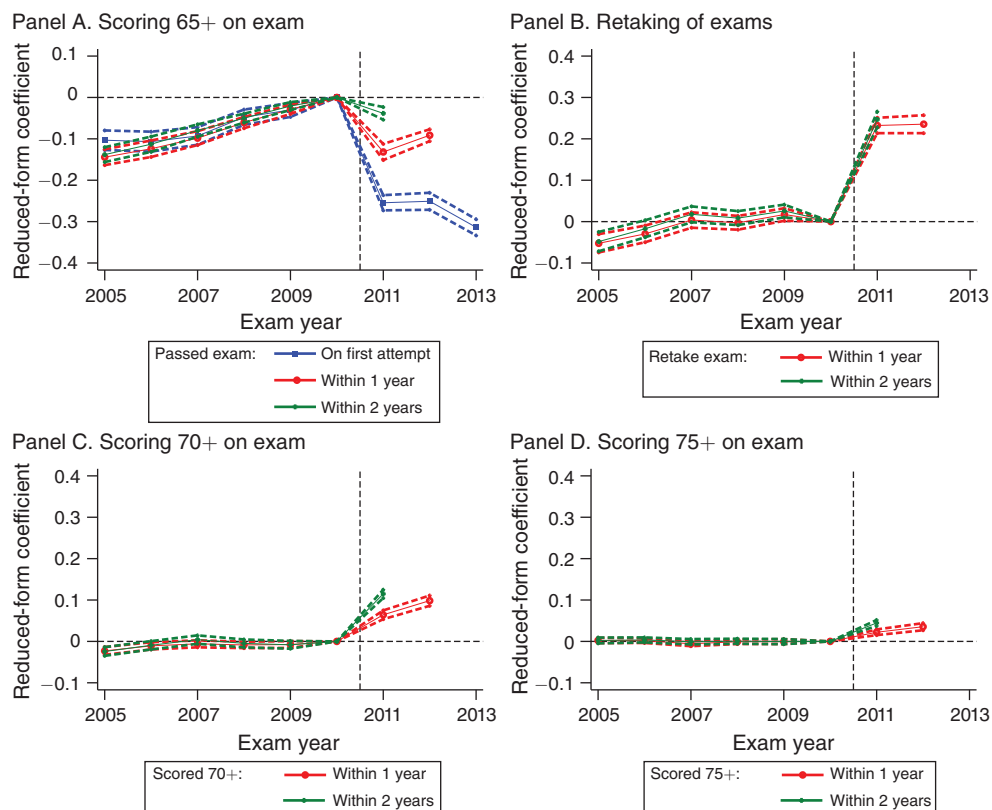 Panel A. Scoring 65+ on exam
Reduced-form coefficient
0.1
0
−0.1
−0.2
−0.3
−0.4
2005
2007
2009
2011
2013
Exam year
Passed exam:
On first attempt
Within 1 year
Within 2 years
Panel B. Retaking of exams
Reduced-form coefficient
0.4
0.3
0.2
0.1
0
−0.1
2005
2007
2009
2011
2013
Exam year
Retake exam:
Within 1 year
Within 2 years
Panel C. Scoring 70+ on exam
Reduced-form coefficient
0.4
0.3
0.2
0.1
0
−0.1
2005
2007
2009
2011
2013
Exam year
Scored 70+:
Within 1 year
Within 2 years
Panel D. Scoring 75+ on exam
Reduced-form coefficient
0.4
0.3
0.2
0.1
0
−0.1
2005
2007
2009
2011
2013
Exam year
Scored 75+:
Within 1 year
Within 2 years